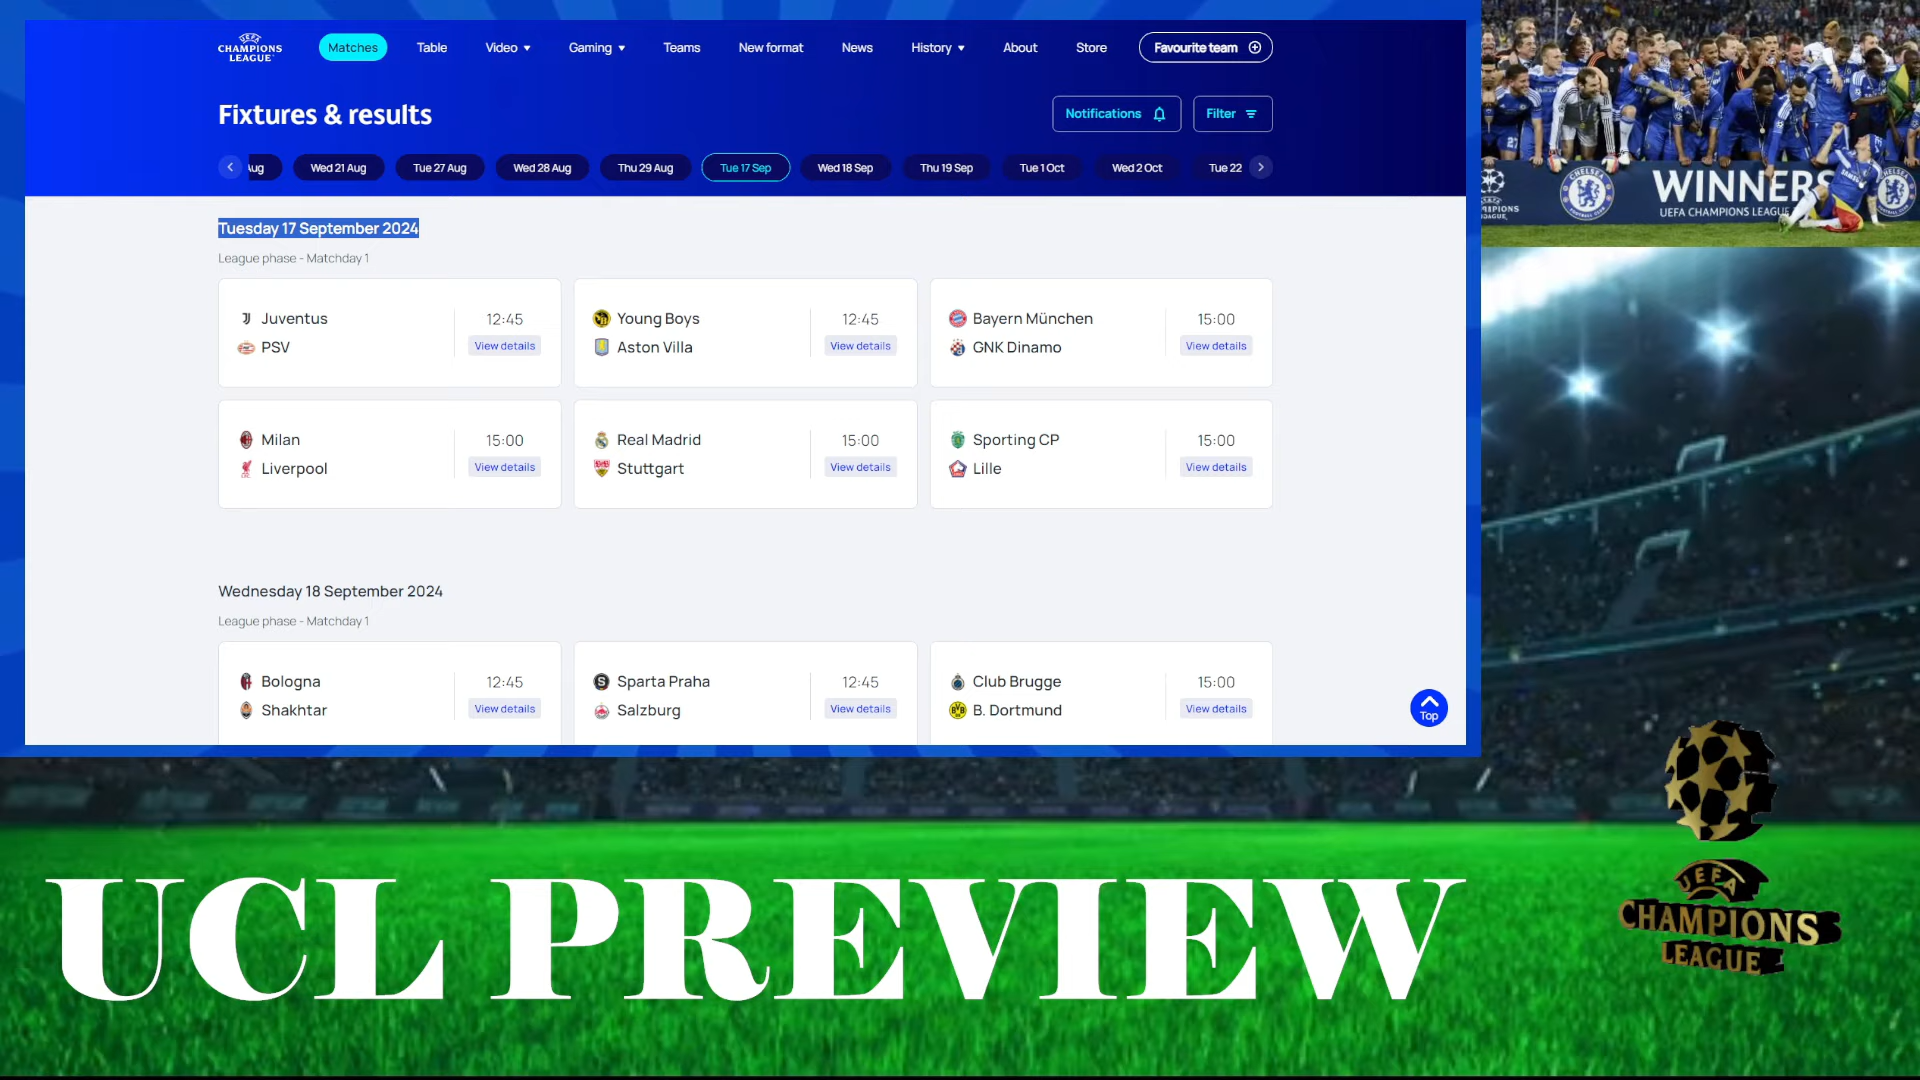 UEFA
CHAMPIONS
LEAGUE
Matches
Table
Video
Gaming
Teams
New format
News
History
About
Store
Favourite team
Fixtures & results
Notifications
Filter
Aug
Wed 21 Aug
Tue 27 Aug
Wed 28 Aug
Thu 29 Aug
Tue 17 Sep
Wed 18 Sep
Thu 19 Sep
Tue 1 Oct
Wed 2 Oct
Tue 22
Tuesday 17 September 2024
League phase - Matchday 1
Juventus
PSV
12:45
View details
Young Boys
Aston Villa
12:45
View details
Bayern München
GNK Dinamo
15:00
View details
Milan
Liverpool
15:00
View details
Real Madrid
Stuttgart
15:00
View details
Sporting CP
Lille
15:00
View details
Wednesday 18 September 2024
League phase - Matchday 1
Bologna
Shakhtar
12:45
View details
Sparta Praha
Salzburg
12:45
View details
Club Brugge
B. Dortmund
15:00
View details
Top
WINNERS
UEFA CHAMPIONS LEAGUE
UCL PREVIEW
UEFA
CHAMPIONS
LEAGUE